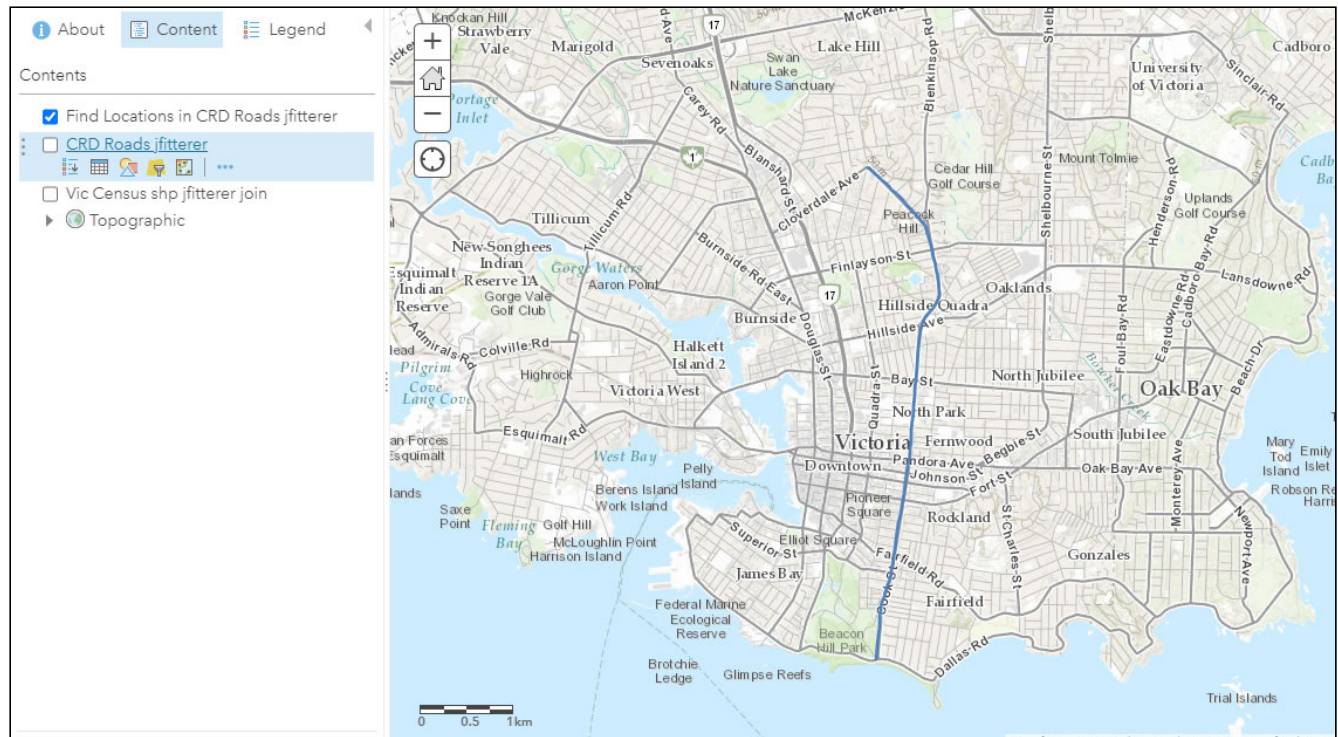 About
Content
Legend
Contents
Find Locations in CRD Roads jfitterer
CRD Roads jfitterer
Vic Census shp jfitterer join
Topographic
Knockan Hill
Strawberry
Vale
Marigold
17
Sevenoaks
Lake Hill
Swan
Lake
Nature Sanctuary
Blenkinsop-Rd
University
of Victoria
Sinclair-Rd
Cadboro
Portage
Inlet
Carey-Rd
1
Blanshard-St
Cloverdale-Ave
50m
Cedar Hill
Golf Course
Shelbourne-St
Mount Tolmie
Henderson-Rd
Uplands
Golf Course
Peacock
Hill
Tillicum
Tillicum-Rd
New Songhees
Indian
Reserve 1A
Esquimalt
Indian
Reserve
Gorge Waters
Aaron Point
Gorge Vale
Golf Club
Burnside-Rd-East
Finlayson-St
17
Hillside-Quadra
Oaklands
Lansdowne-Rd
Cadboro-Bay-Rd
Eastdowne-Rd
Foul-Bay-Rd
Beach-Dr
Burnside
Douglas-St
Hillside-Ave
Admirals-Rd
Colville-Rd
Halkett
Island 2
Pilgrim
Cove
Lang Cove
Highrock
Victoria West
Bay-St
Quadra-St
North Jubilee
Bowker Creek
Oak Bay
North Park
Esquimalt-Rd
Victoria
Fernwood
Begbie-St
South Jubilee
Downtown
Pandora-Ave
Johnson-St
Fort-St
Oak-Bay-Ave
Monterey-Ave
Mary
Tod
Island
Emily
Islet
West Bay
Pelly
Island
Berens Island
Work Island
Pioneer
Square
Rockland
St-Charles-St
Newport-Ave
Saxe
Point
Fleming
Bay
Golf Hill
McLoughlin Point
Harrison Island
Superior-St
Elliot Square
Fairfield-Rd
Gonzales
James Bay
Cook-St
Fairfield
Federal Marine
Ecological
Reserve
Beacon
Hill Park
Dallas-Rd
Brotchie
Ledge
Glimpse Reefs
Trial Islands
0 0.5 1km